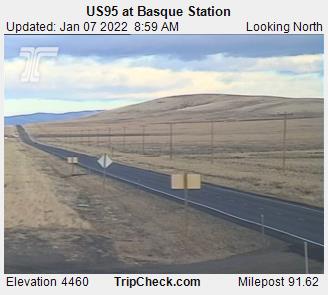 US95 at Basque Station
Updated: Jan 07 2022 8:59 AM Looking North
Elevation 4460 TripCheck.com Milepost 91.62